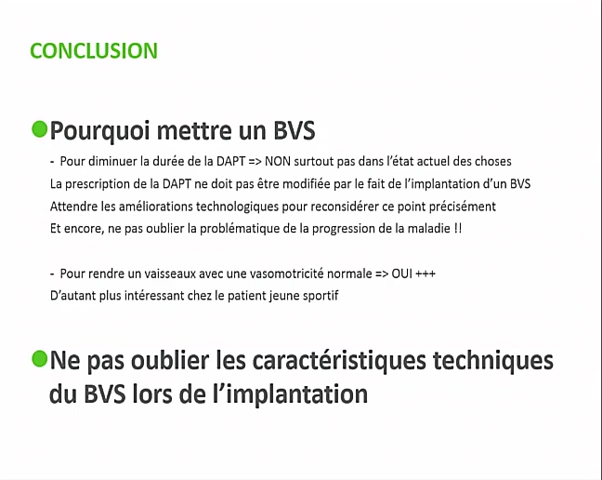 CONCLUSION
Pourquoi mettre un BVS
- Pour diminuer la durée de la DAPT => NON surtout pas dans l'état actuel des choses
La prescription de la DAPT ne doit pas être modifiée par le fait de l'implantation d'un BVS
Attendre les améliorations technologiques pour reconsidérer ce point précisément
Et encore, ne pas oublier la problématique de la progression de la maladie !!
- Pour rendre un vaisseaux avec une vasomotricité normale => OUI +++
D'autant plus intéressant chez le patient jeune sportif
Ne pas oublier les caractéristiques techniques
du BVS lors de l'implantation